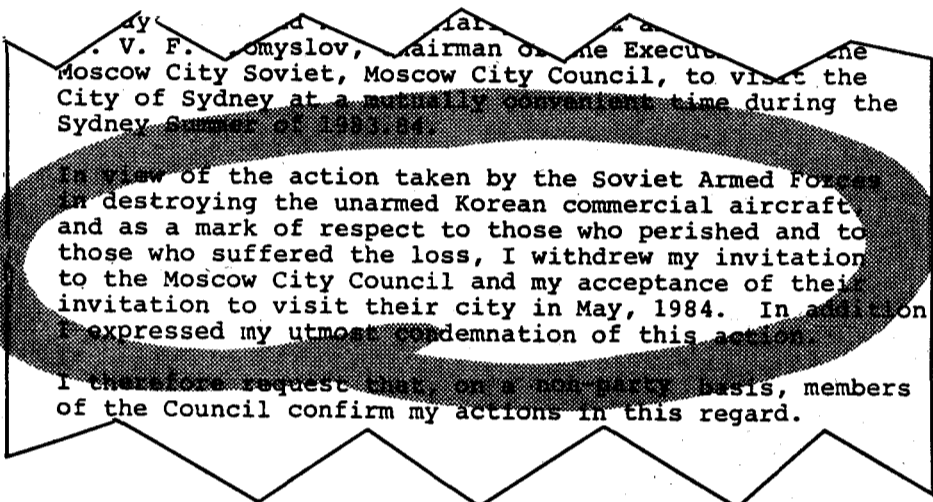 V. F. omyslov, airman o he Execut he
Moscow City Soviet, Moscow City Council, to visit the
City of Sydney at a mutually convenient time during the
Sydney Summer of 1983.84.
In view of the action taken by the Soviet Armed Forces
in destroying the unarmed Korean commercial aircraft
and as a mark of respect to those who perished and to
those who suffered the loss, I withdrew my invitation
to the Moscow City Council and my acceptance of their
invitation to visit their city in May, 1984. In addition
I expressed my utmost condemnation of this action.
I therefore request that, on a non-party basis, members
of the Council confirm my actions in this regard.